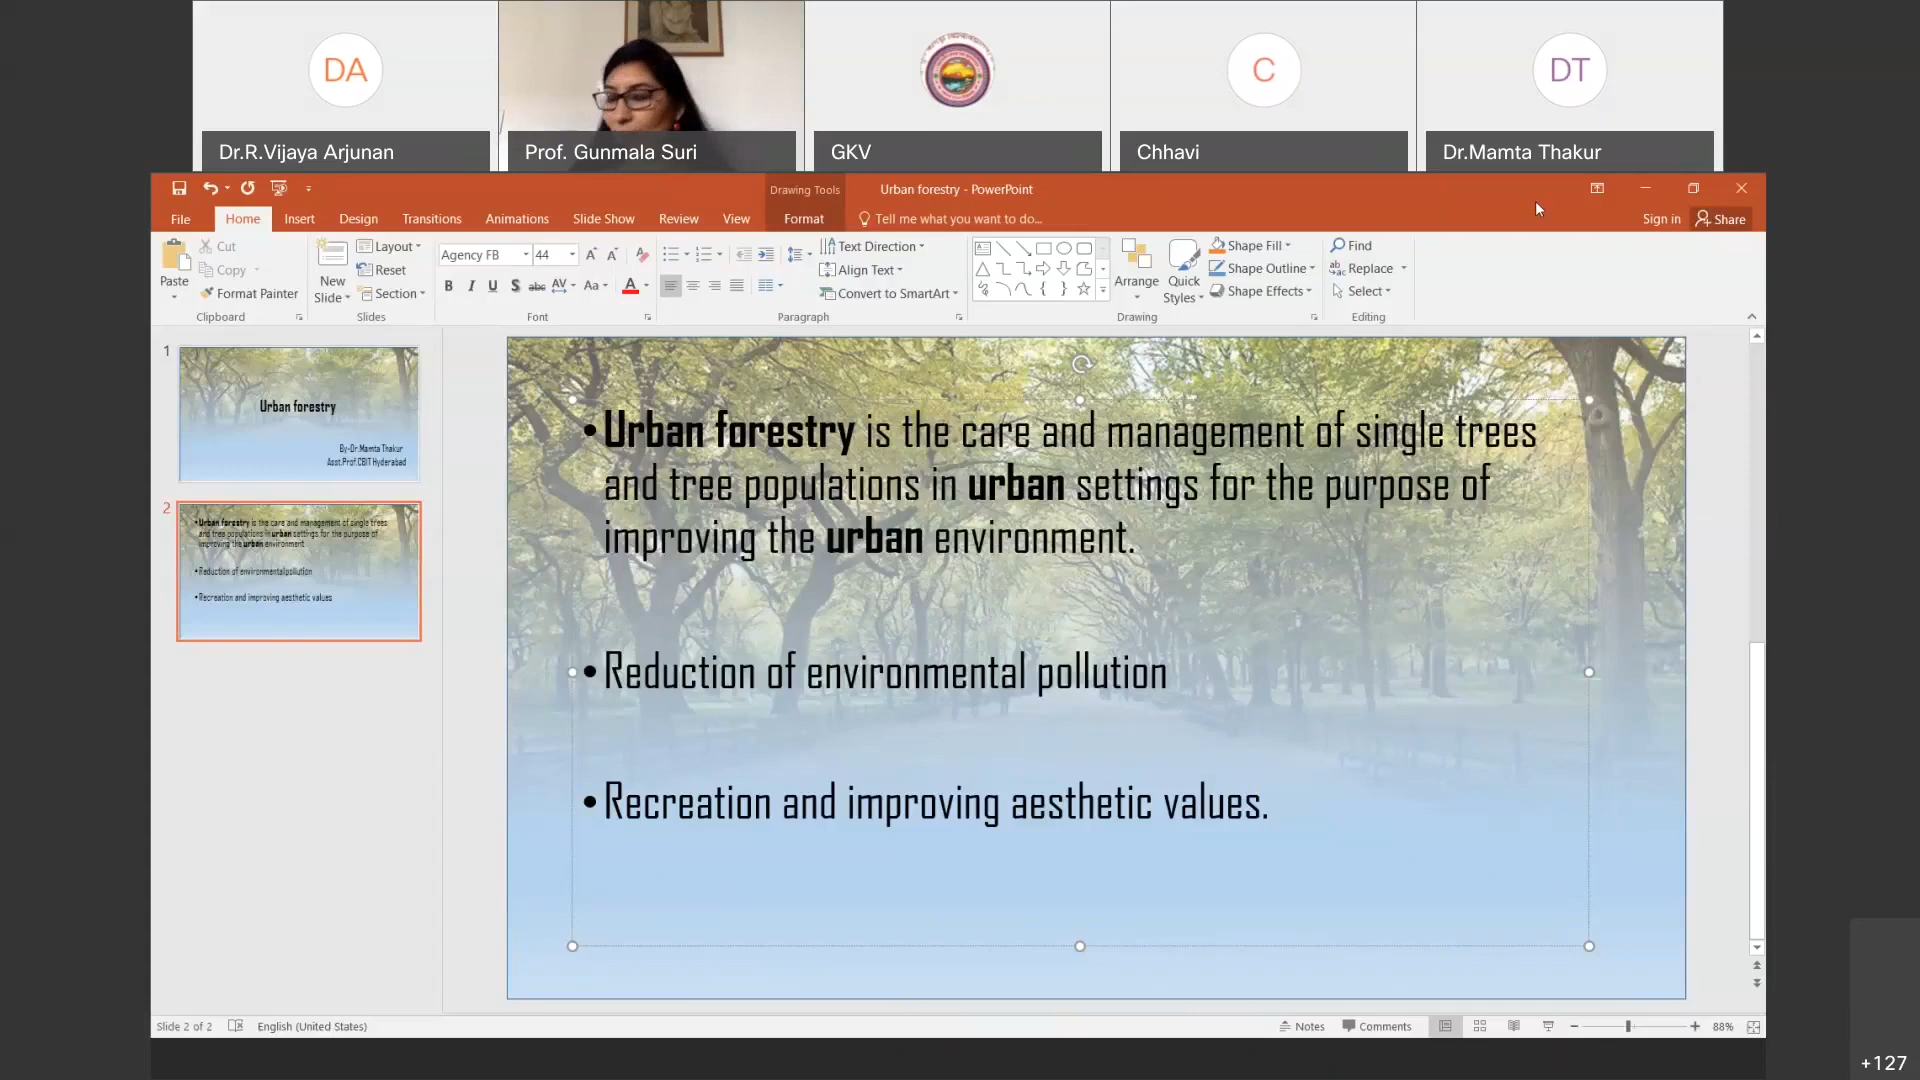 DA
C
DT
Dr.R.Vijaya Arjunan
Prof. Gunmala Suri
GKV
Chhavi
Dr.Mamta Thakur
Drawing Tools
Urban forestry - PowerPoint
File
Home
Insert
Design
Transitions
Animations
Slide Show
Review
View
Format
Tell me what you want to do...
Sign in
Share
Paste
Cut
Copy
Format Painter
Clipboard
New
Slide
Layout
Reset
Section
Slides
Agency FB
44
B I U S abc AV Aa A
Font
Text Direction
Align Text
Convert to SmartArt
Paragraph
Arrange
Quick
Styles
Shape Fill
Shape Outline
Shape Effects
Drawing
Find
Replace
Select
Editing
1
Urban forestry
By-Dr.Mamta Thakur
Asst.Prof.CBIT Hyderabad
2
•Urban forestry is the care and management of single trees
and tree populations in urban settings for the purpose of
improving the urban environment
•Reduction of environmental pollution
•Recreation and improving aesthetic values
•Urban forestry is the care and management of single trees
and tree populations in urban settings for the purpose of
improving the urban environment.
•Reduction of environmental pollution
•Recreation and improving aesthetic values.
Slide 2 of 2
English (United States)
Notes
Comments
88%
+127